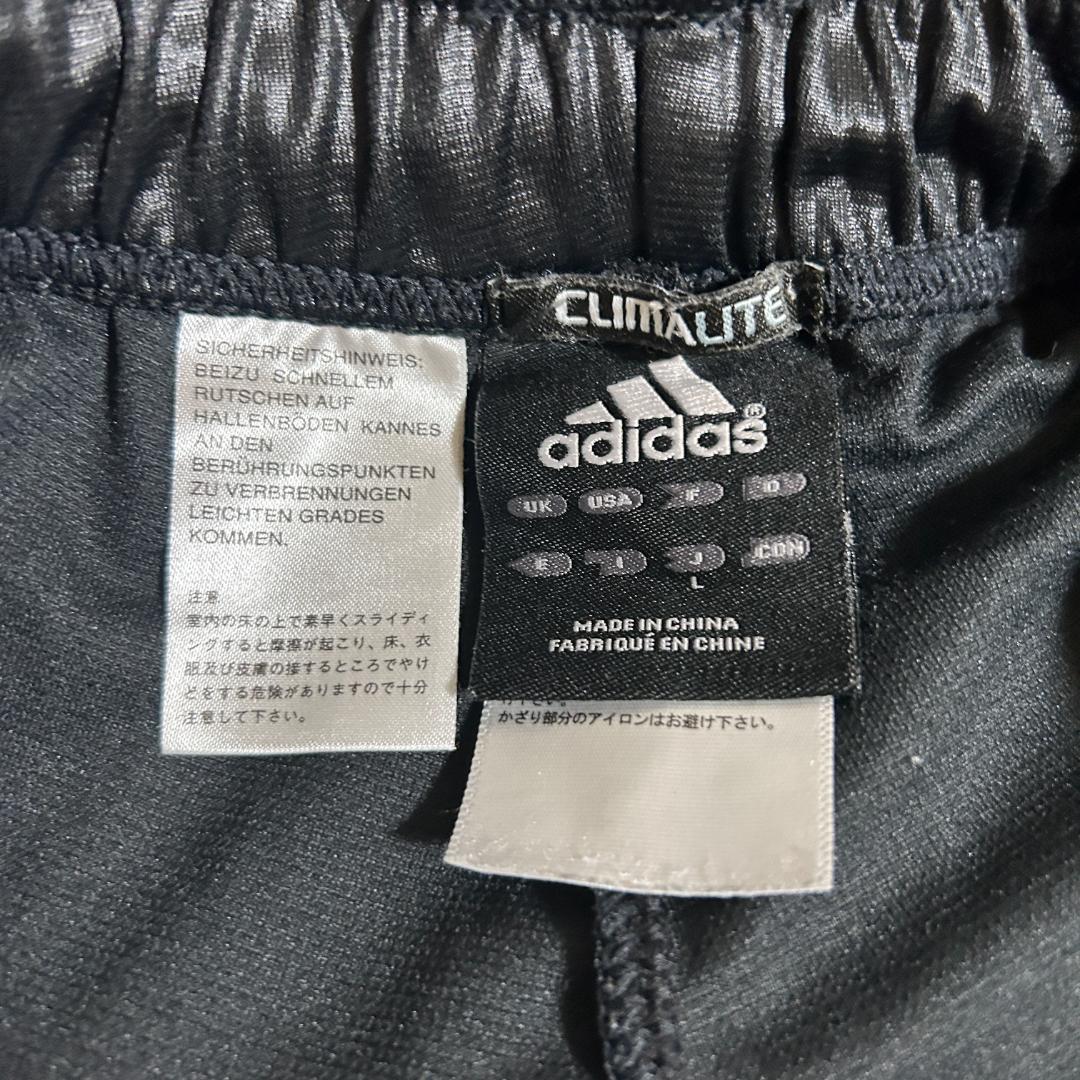 SICHERHEITSHINWEIS:
BEIZU SCHNELLEM
RUTSCHEN AUF
HALLENBÖDEN KANNES
AN DEN
BERÜHRUNGSPUNKTEN
ZU VERBRENNUNGEN
LEICHTEN GRADES
KOMMEN.
注意
室内の床の上で素早くスライディ
ングすると摩擦が起こり、床、衣
服及び皮膚の接するところでやけ
どをする危険がありますので十分
注意して下さい。
CLIMALITE
adidas®
UK USA F D
E I J CDN
L
MADE IN CHINA
FABRIQUÉ EN CHINE
かざり部分のアイロンはお避け下さい。